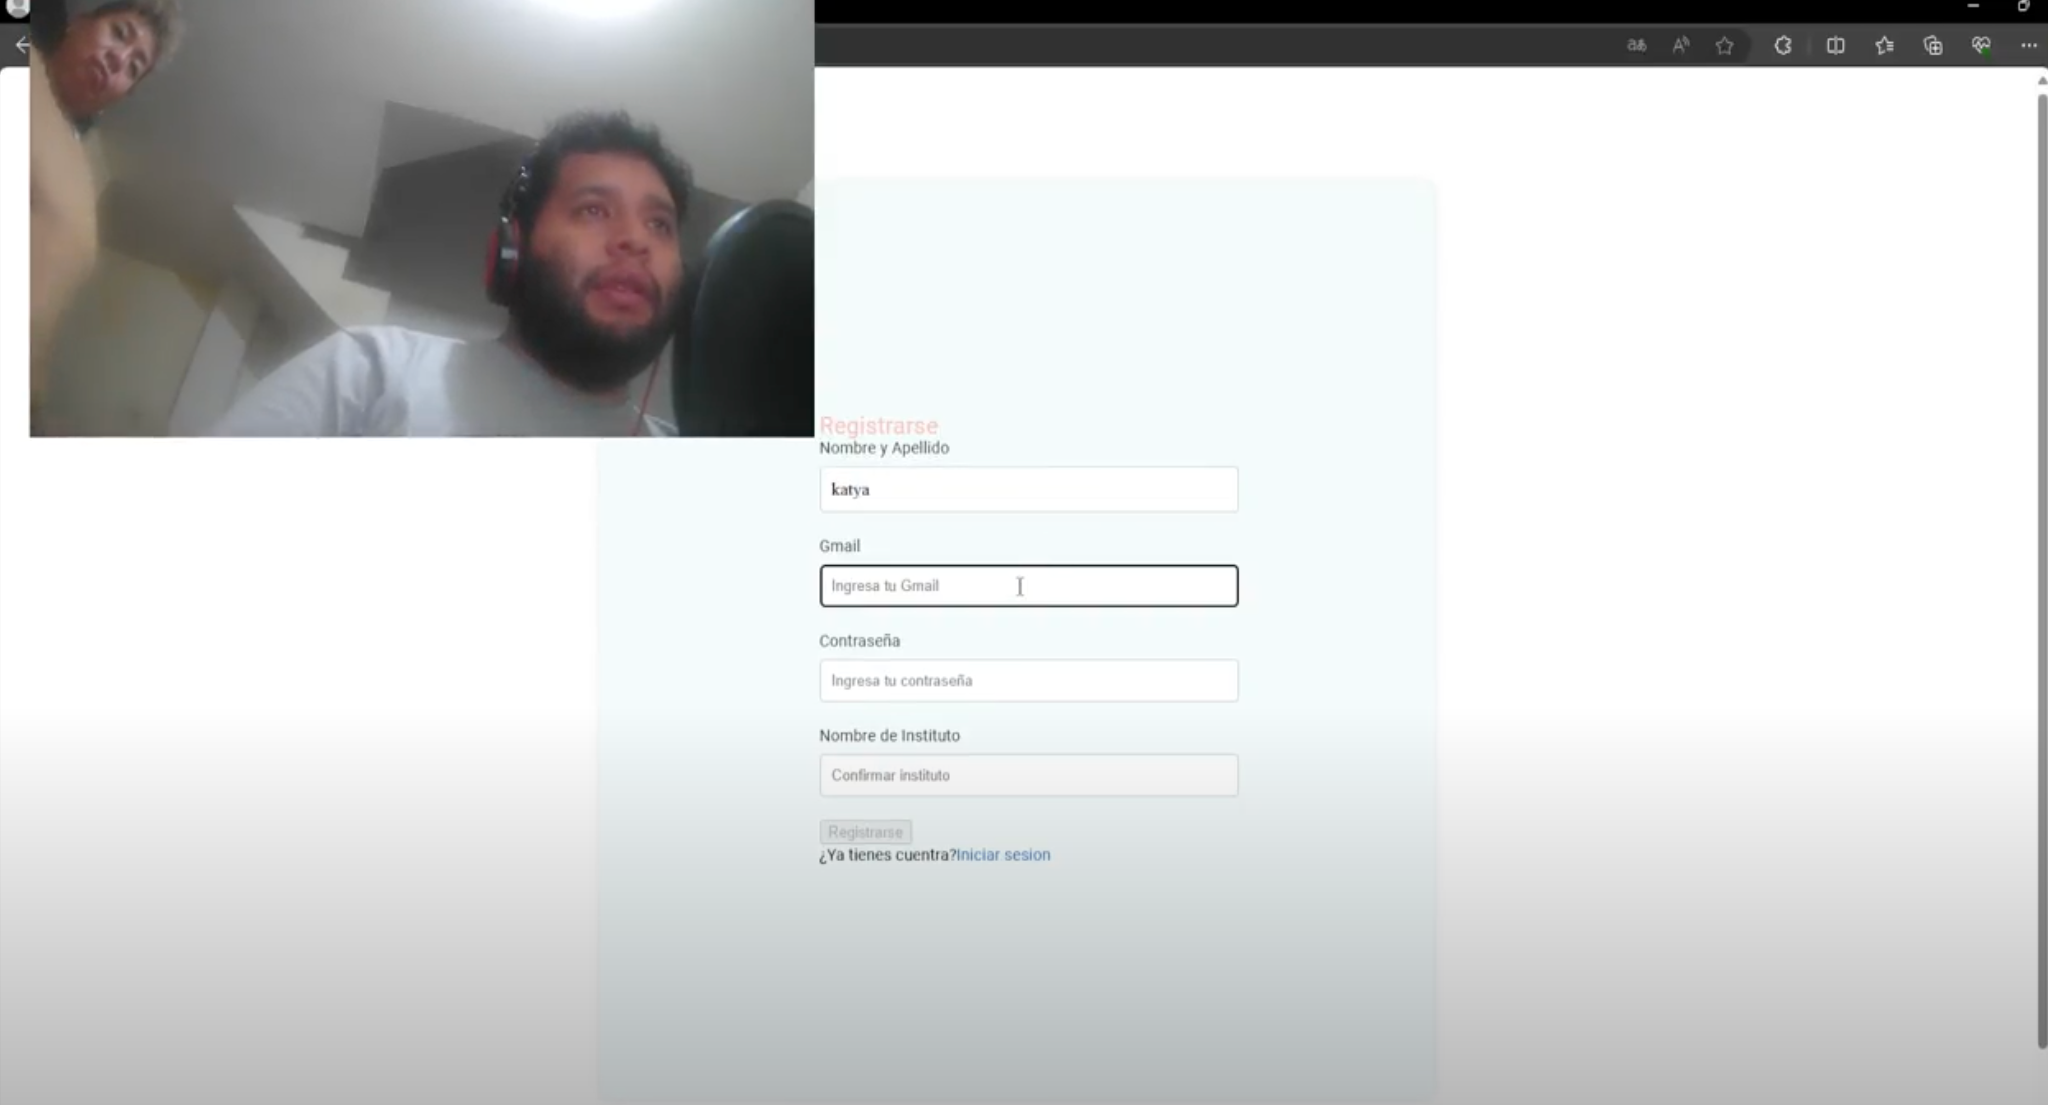 Registrarse
Nombre y Apellido
katya
Gmail
Ingresa tu Gmail
Contraseña
Ingresa tu contraseña
Nombre de Instituto
Confirmar instituto
Registrarse
¿Ya tienes cuentra?Iniciar sesion